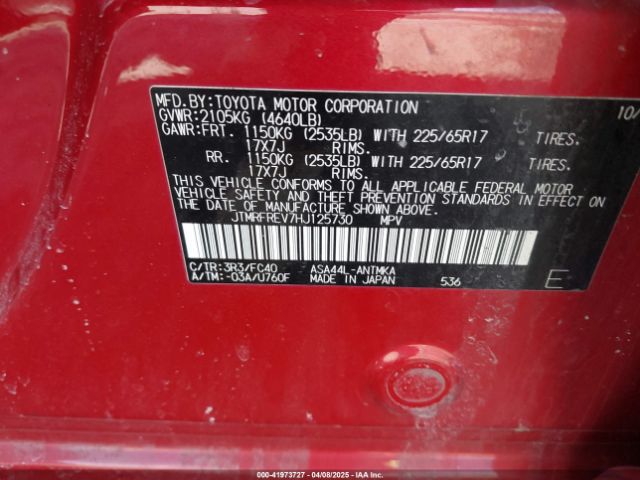 MFD.BY:TOYOTA MOTOR CORPORATION 10/
GVWR:2105KG (4640LB)
GAWR:FRT. 1150KG (2535LB) WITH 225/65R17 TIRES.
17X7J RIMS.
RR. 1150KG (2535LB) WITH 225/65R17 TIRES.
17X7J RIMS.
THIS VEHICLE CONFORMS TO ALL APPLICABLE FEDERAL MOTOR
VEHICLE SAFETY AND THEFT PREVENTION STANDARDS IN EFFECT ON
THE DATE OF MANUFACTURE SHOWN ABOVE.
JTMRFREV7HJ125730 MPV
C/TR:3R3/FC40 ASA44L-ANTMKA
A/TM:-03A/U760F MADE IN JAPAN 536 E
000-41973727 - 04/08/2025 - IAA Inc.